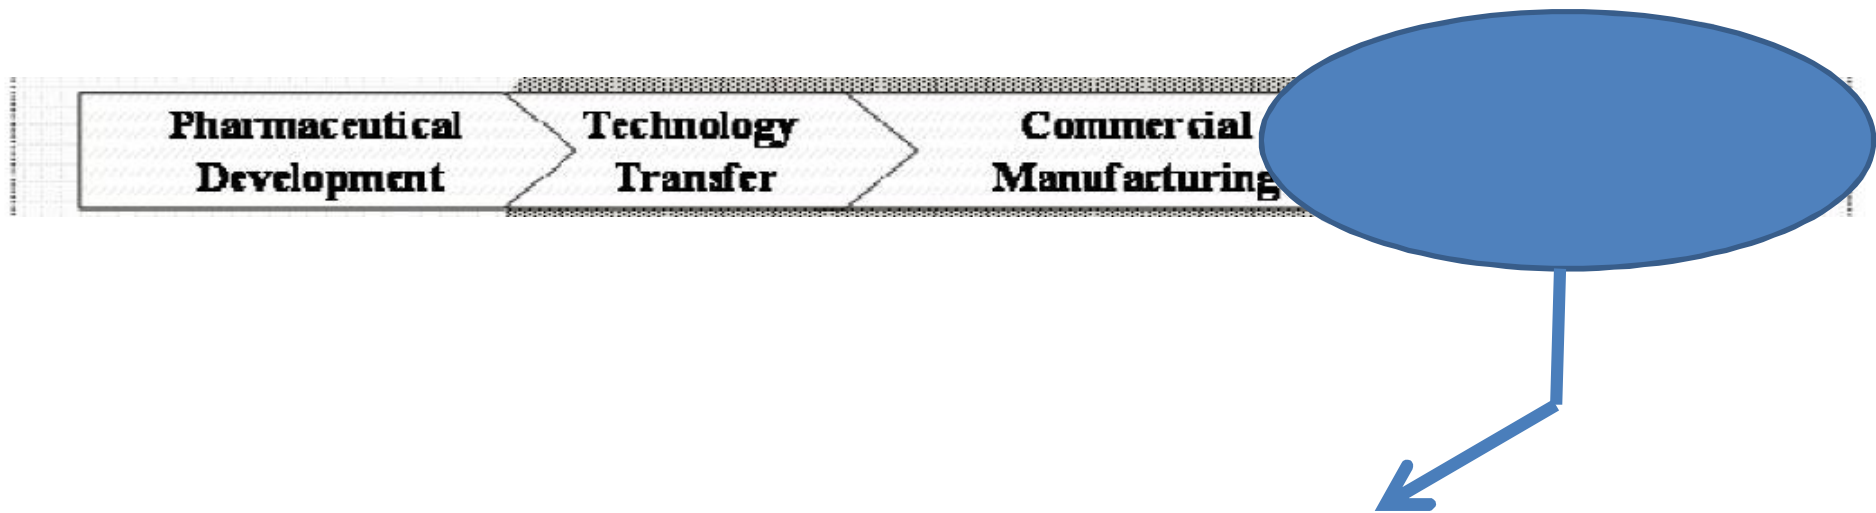 Pharmaceutical
Development
Technology
Transfer
Commercial
Manufacturing